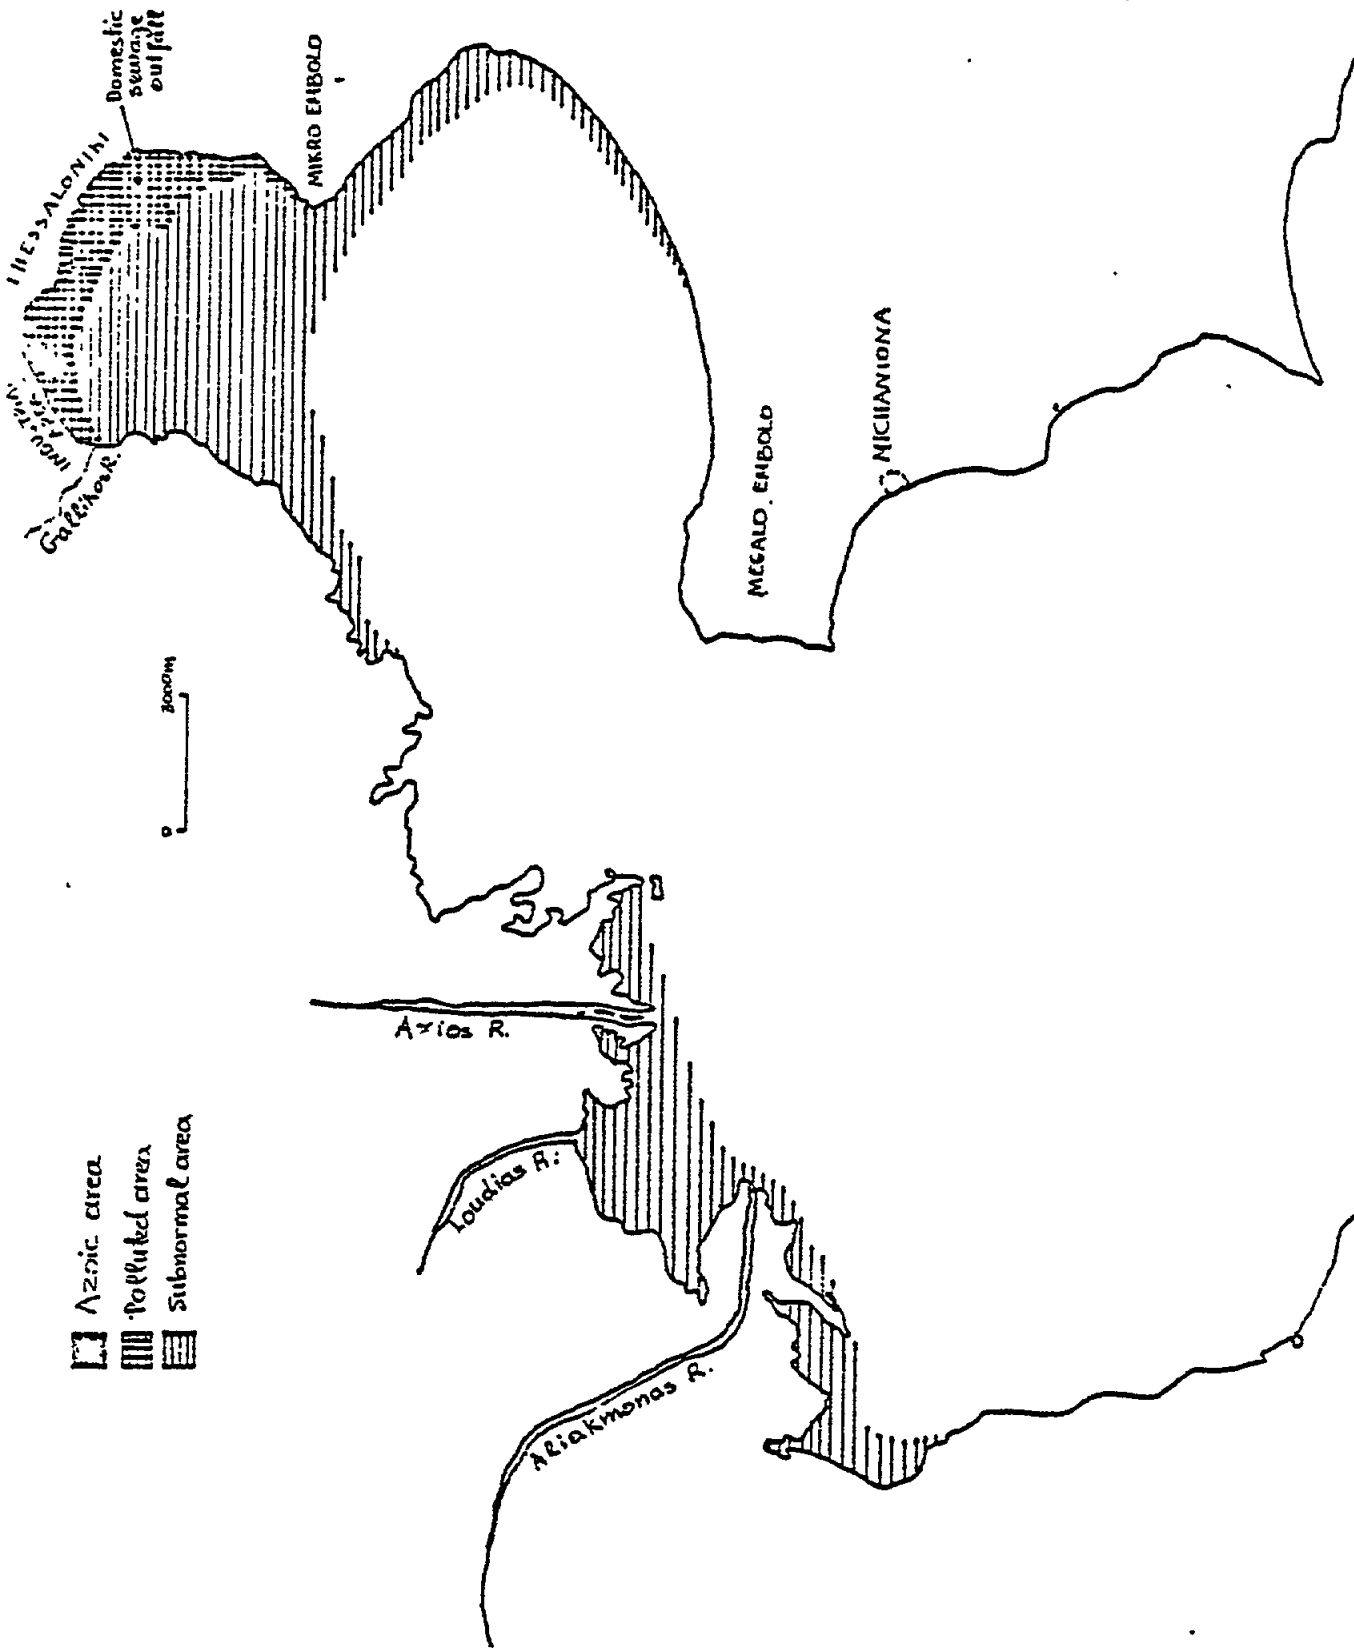 Azoic area
Polluted area
Subnormal area
0 3000m
Aliakmonas R.
Loudias R.
Axios R.
Gallikos R.
THESSALONIKI
Domestic
sewage
outfall
MIKRO EMBOLO
MEGALO EMBOLO
MICHANIONA